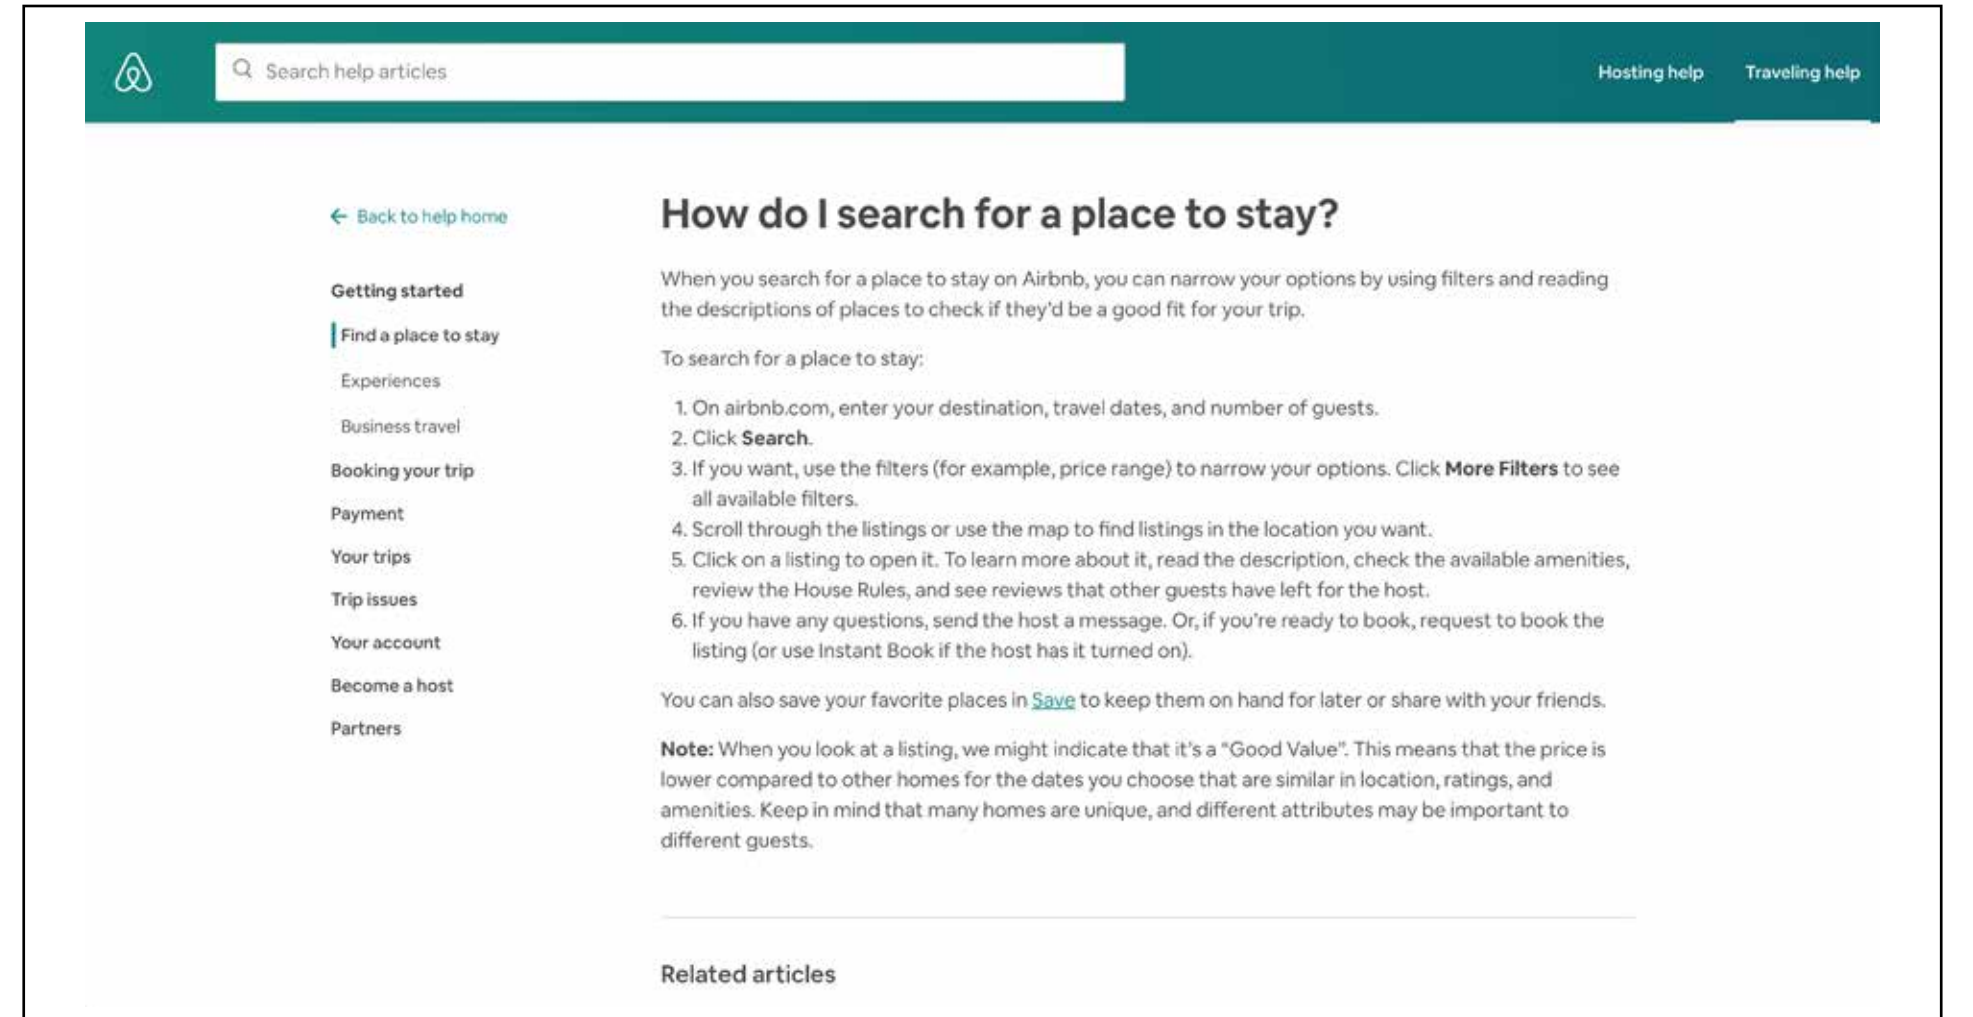 Search help articles
Hosting help
Traveling help
Back to help home
Getting started
Find a place to stay
Experiences
Business travel
Booking your trip
Payment
Your trips
Trip issues
Your account
Become a host
Partners
How do I search for a place to stay?
When you search for a place to stay on Airbnb, you can narrow your options by using filters and reading
the descriptions of places to check if they'd be a good fit for your trip.
To search for a place to stay:
1. On airbnb.com, enter your destination, travel dates, and number of guests.
2. Click Search.
3. If you want, use the filters (for example, price range) to narrow your options. Click More Filters to see
all available filters.
4. Scroll through the listings or use the map to find listings in the location you want.
5. Click on a listing to open it. To learn more about it, read the description, check the available amenities,
review the House Rules, and see reviews that other guests have left for the host.
6. If you have any questions, send the host a message. Or, if you're ready to book, request to book the
listing (or use Instant Book if the host has it turned on).
You can also save your favorite places in Save to keep them on hand for later or share with your friends.
Note: When you look at a listing, we might indicate that it's a “Good Value”. This means that the price is
lower compared to other homes for the dates you choose that are similar in location, ratings, and
amenities. Keep in mind that many homes are unique, and different attributes may be important to
different guests.
Related articles